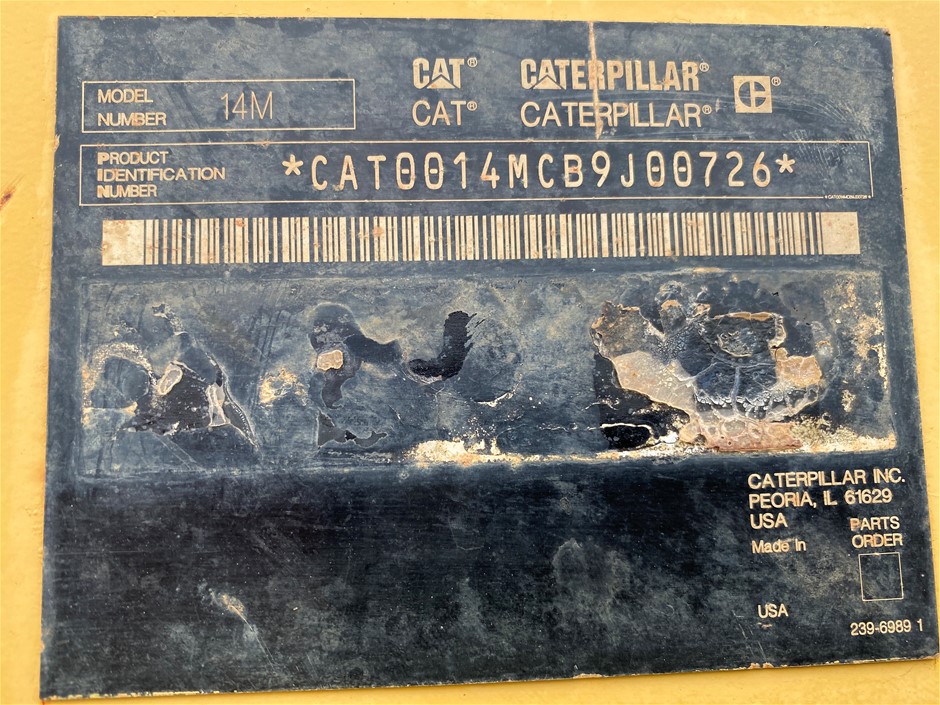 CAT® CATERPILLAR®
CAT® CATERPILLAR®
MODEL
NUMBER 14M
PRODUCT
IDENTIFICATION
NUMBER
*CAT0014MCB9J00726*
CATERPILLAR INC.
PEORIA, IL 61629
USA
Made In
PARTS
ORDER
USA
239-6989 1